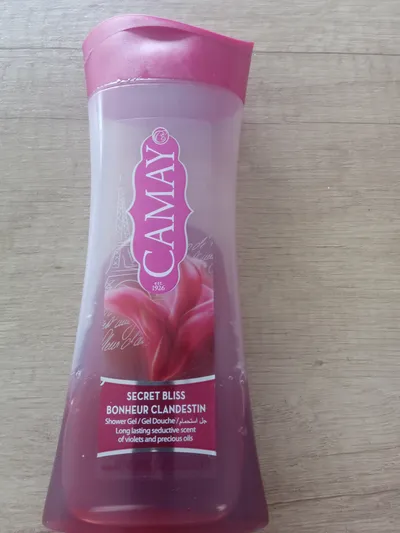 CAMAY
EST.
1926
SECRET BLISS
BONHEUR CLANDESTIN
Shower Gel / Gel Douche / جل استحمام
Long lasting seductive scent
of violets and precious oils